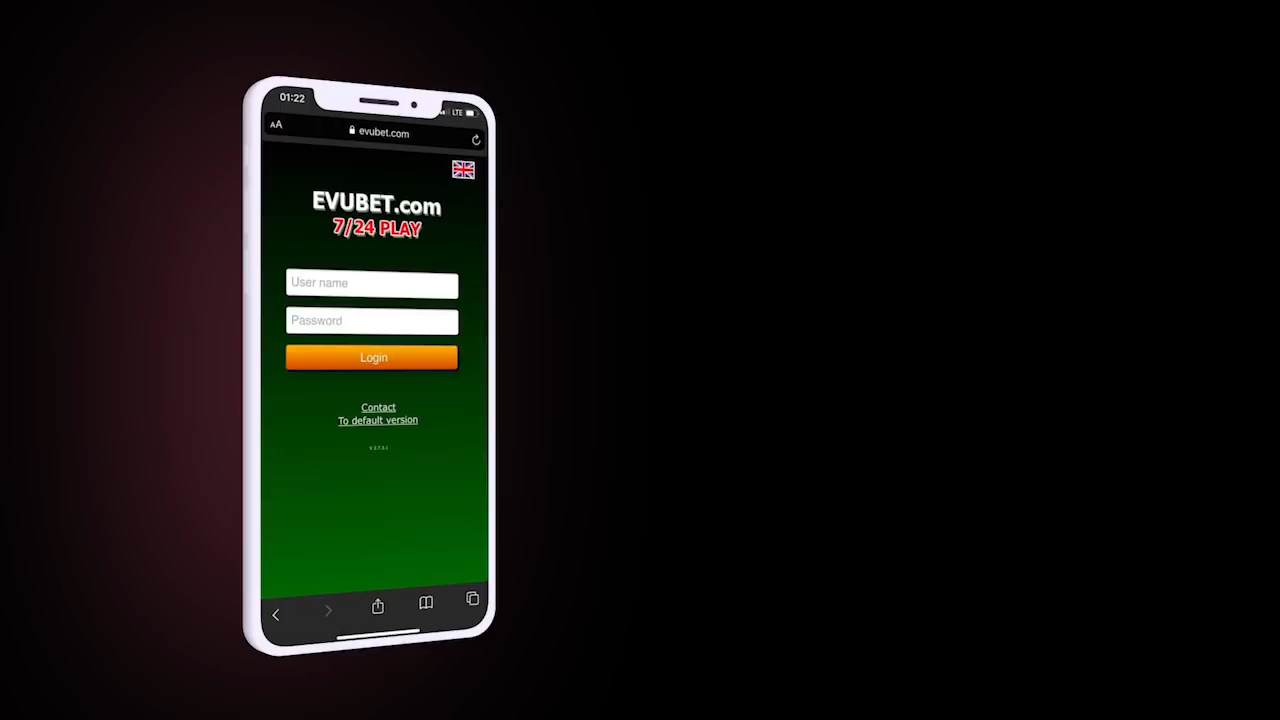 01:22
LTE
AA
evubet.com
EVUBET.com
7/24 PLAY
User name
Password
Login
Contact
To default version